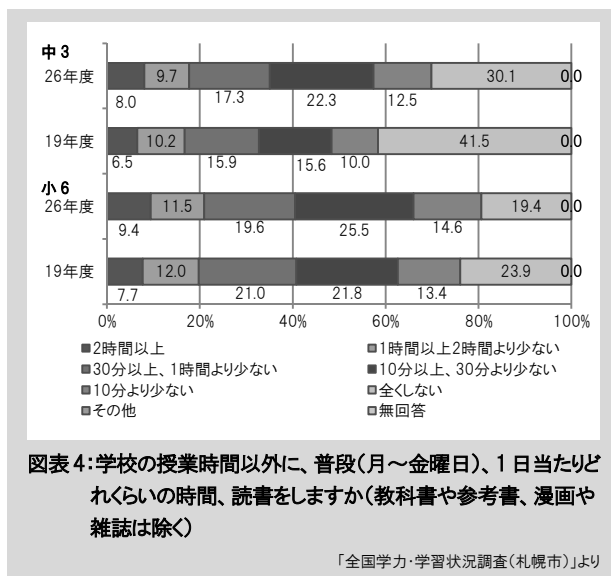 中3
26年度
8.0 9.7 17.3 22.3 12.5 30.1 0.0
19年度
6.5 10.2 15.9 15.6 10.0 41.5 0.0
小6
26年度
9.4 11.5 19.6 25.5 14.6 19.4 0.0
19年度
7.7 12.0 21.0 21.8 13.4 23.9 0.0
0% 20% 40% 60% 80% 100%
2時間以上 1時間以上2時間より少ない
30分以上、1時間より少ない 10分以上、30分より少ない
10分より少ない 全くしない
その他 無回答
図表4:学校の授業時間以外に、普段(月~金曜日)、1日当たりど
れくらいの時間、読書をしますか(教科書や参考書、漫画や
雑誌は除く)
「全国学力・学習状況調査(札幌市)」より